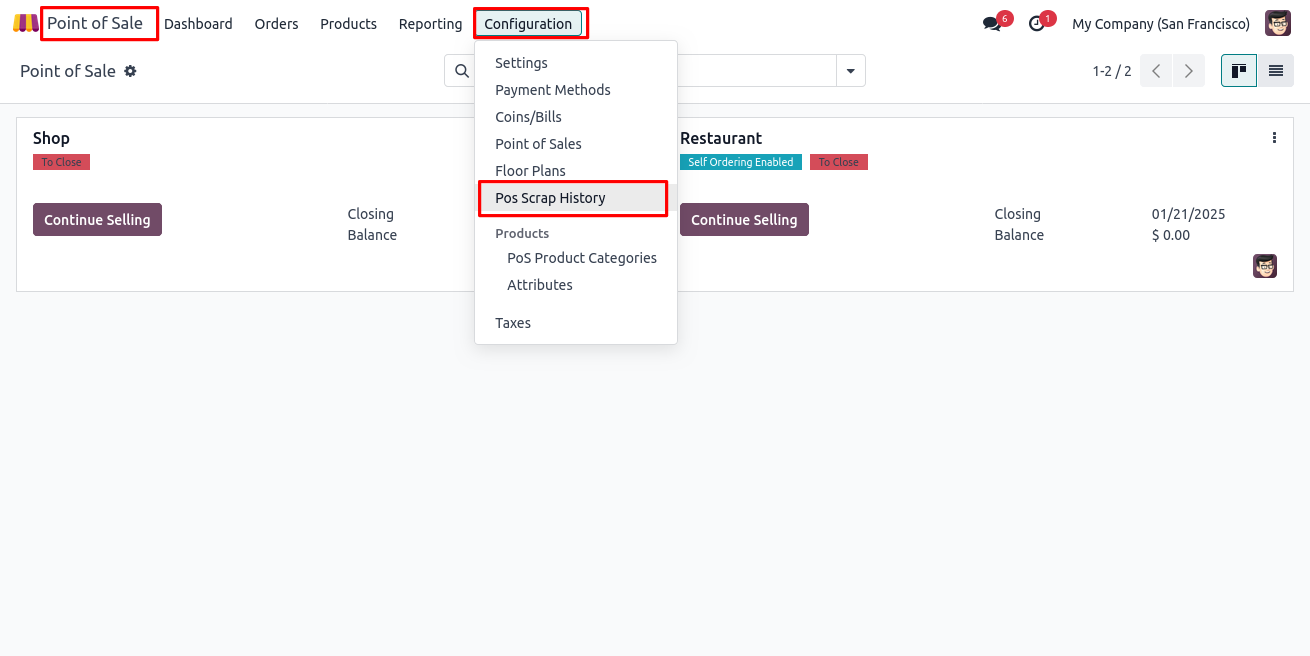 Point of Sale Dashboard Orders Products Reporting Configuration 6 1 My Company (San Francisco)
Point of Sale 1-2 / 2
Settings
Payment Methods
Coins/Bills
Point of Sales
Floor Plans
Pos Scrap History
Products
PoS Product Categories
Attributes
Taxes
Shop
To Close
Continue Selling
Closing
Balance
Restaurant
Self Ordering Enabled To Close
Continue Selling
Closing 01/21/2025
Balance $ 0.00